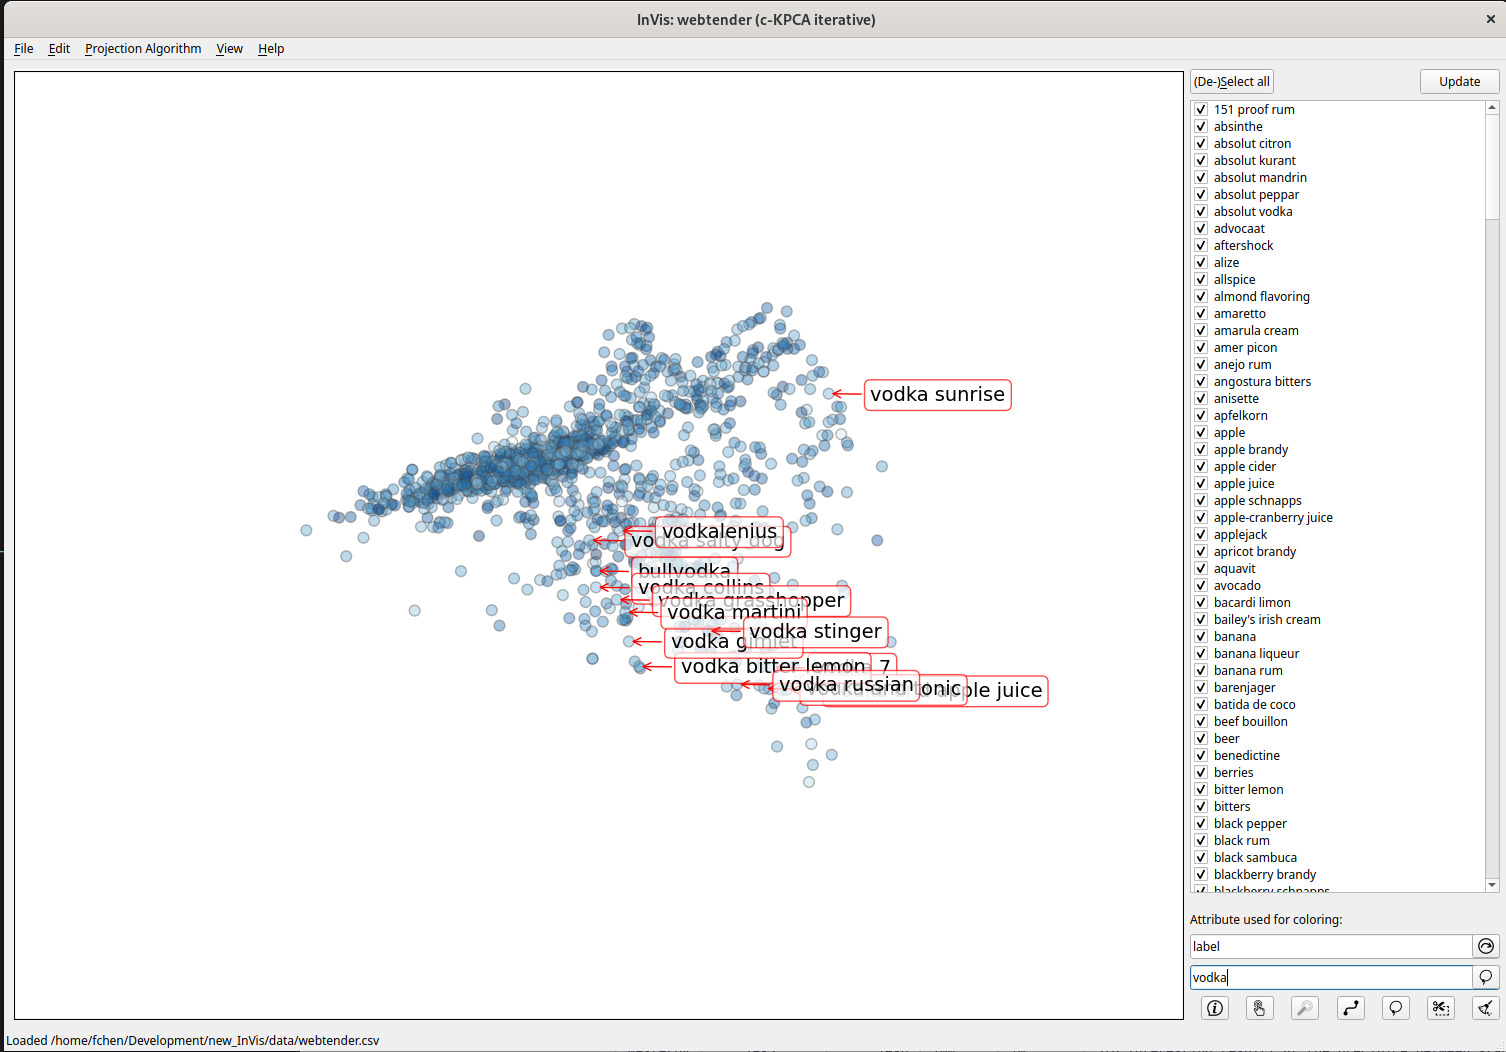 InVis: webtender (c-KPCA iterative)
File Edit Projection Algorithm View Help
(De-)Select all
Update
151 proof rum
absinthe
absolut citron
absolut kurant
absolut mandrin
absolut peppar
absolut vodka
advocaat
aftershock
alize
allspice
almond flavoring
amaretto
amarula cream
amer picon
anejo rum
angostura bitters
anisette
apfelkorn
apple
apple brandy
apple cider
apple juice
apple schnapps
apple-cranberry juice
applejack
apricot brandy
aquavit
avocado
bacardi limon
bailey's irish cream
banana
banana liqueur
banana rum
barenjager
batida de coco
beef bouillon
beer
benedictine
berries
bitter lemon
bitters
black pepper
black rum
black sambuca
blackberry brandy
blackberry schnapps
vodka sunrise
vodkalenius
vodka salty dog
bullvodka
vodka collins
vodka grasshopper
vodka martini
vodka stinger
vodka gimlet
vodka bitter lemon
7
vodka russian
onic
apple juice
Attribute used for coloring:
label
vodka
Loaded /home/fchen/Development/new_InVis/data/webtender.csv